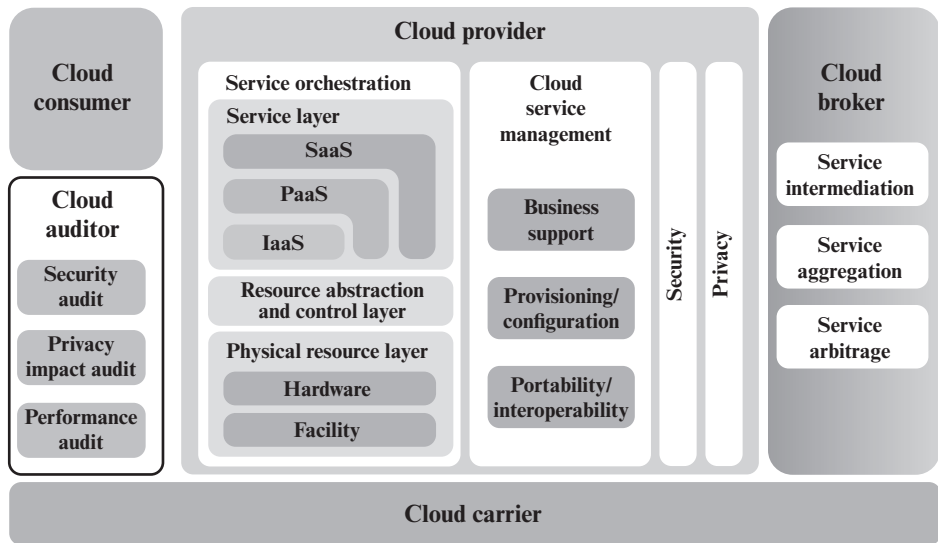 Cloud
consumer
Cloud
auditor
Security
audit
Privacy
impact audit
Performance
audit
Cloud provider
Service orchestration
Service layer
SaaS
PaaS
IaaS
Resource abstraction
and control layer
Physical resource layer
Hardware
Facility
Cloud
service
management
Business
support
Provisioning/
configuration
Portability/
interoperability
Security
Privacy
Cloud
broker
Service
intermediation
Service
aggregation
Service
arbitrage
Cloud carrier